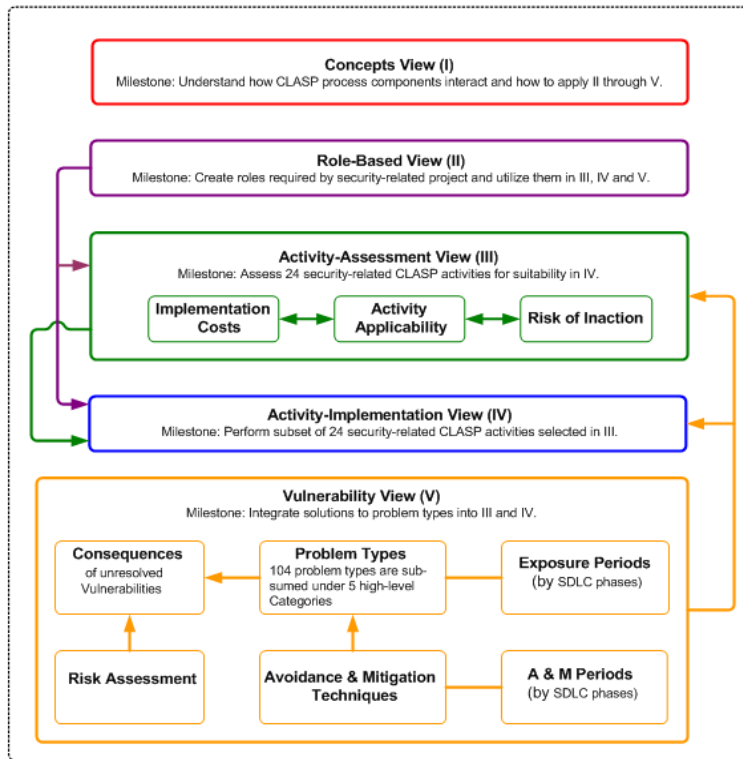 Concepts View (I)
Milestone: Understand how CLASP process components interact and how to apply II through V.
Role-Based View (II)
Milestone: Create roles required by security-related project and utilize them in III, IV and V.
Activity-Assessment View (III)
Milestone: Assess 24 security-related CLASP activities for suitability in IV.
Implementation
Costs
Activity
Applicability
Risk of Inaction
Activity-Implementation View (IV)
Milestone: Perform subset of 24 security-related CLASP activities selected in III.
Vulnerability View (V)
Milestone: Integrate solutions to problem types into III and IV.
Consequences
of unresolved
Vulnerabilities
Problem Types
104 problem types are sub-
sumed under 5 high-level
Categories
Exposure Periods
(by SDLC phases)
Risk Assessment
Avoidance & Mitigation
Techniques
A & M Periods
(by SDLC phases)